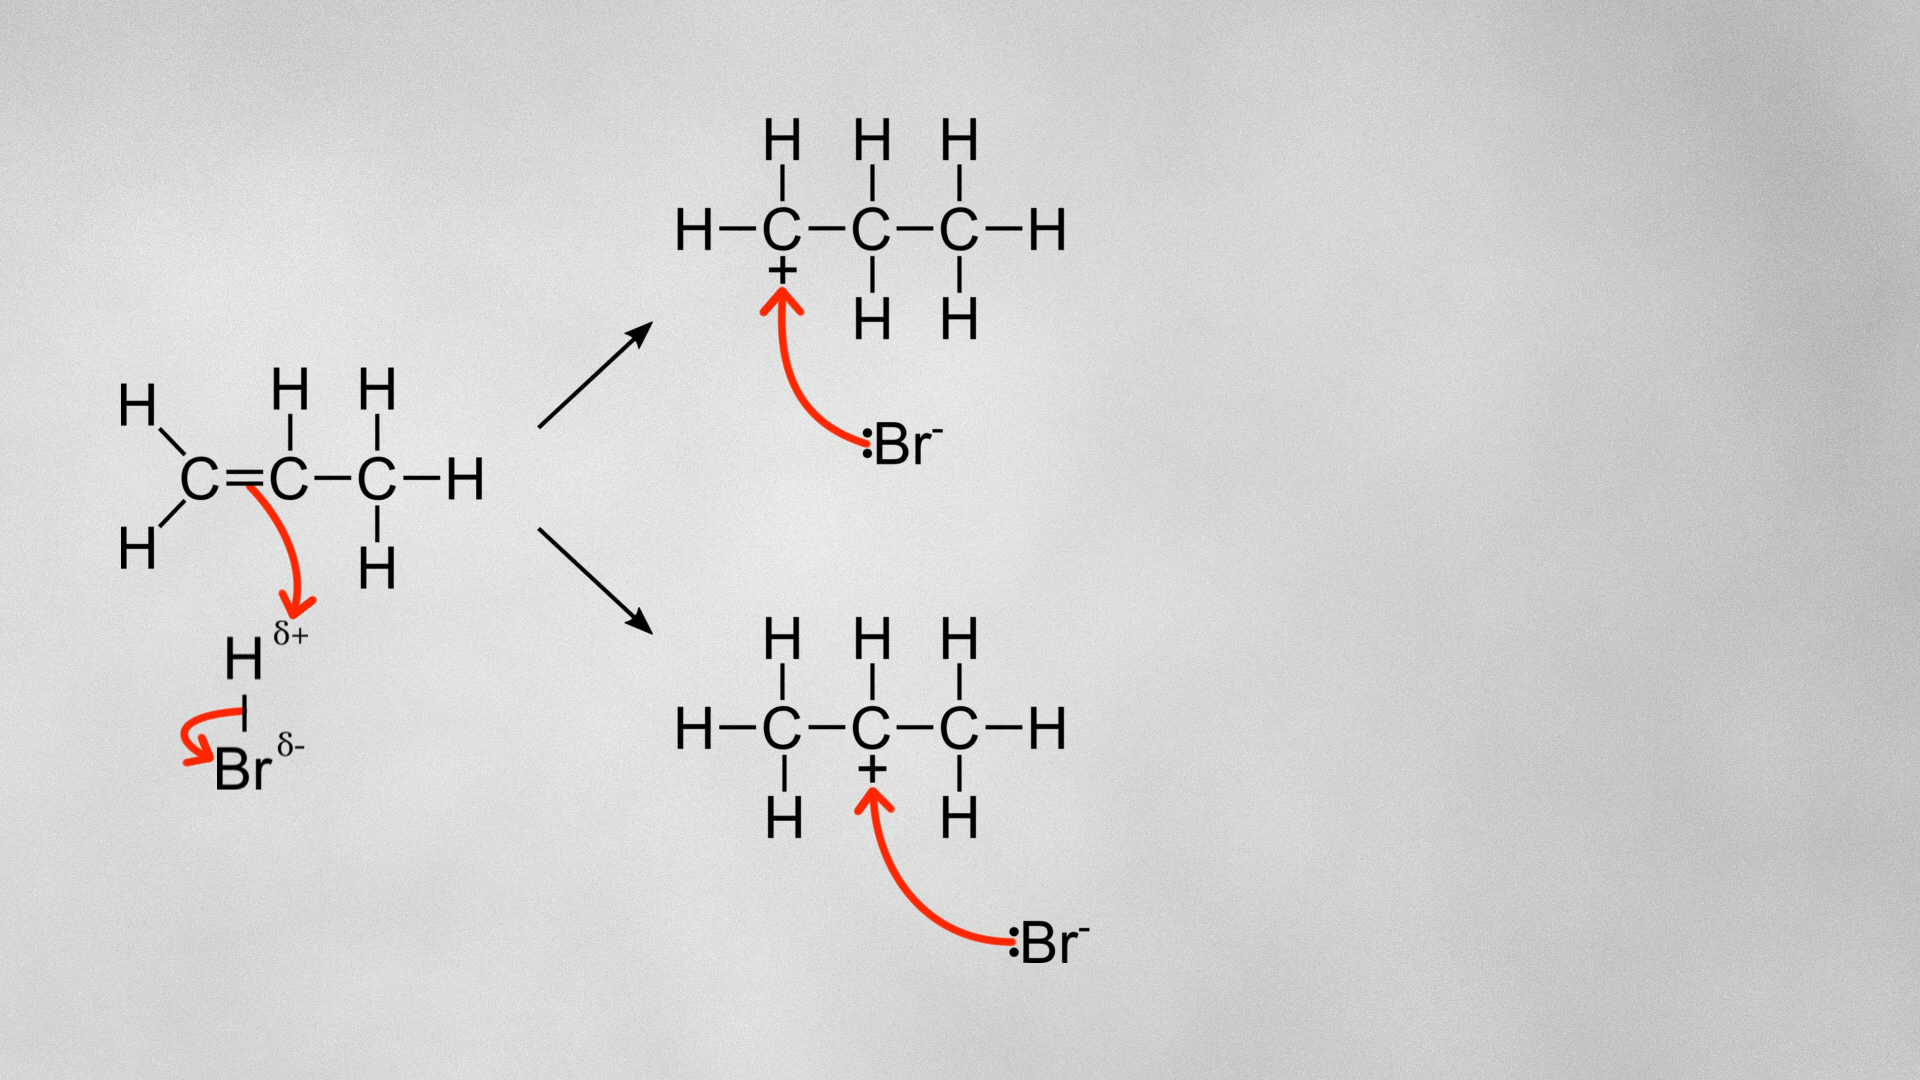 H H H
H—C—C—C—H
+
H H
:Br-
H H H
C=C—C—H
H H
H δ+
Br δ-
H H H
H—C—C—C—H
+
H H
:Br-